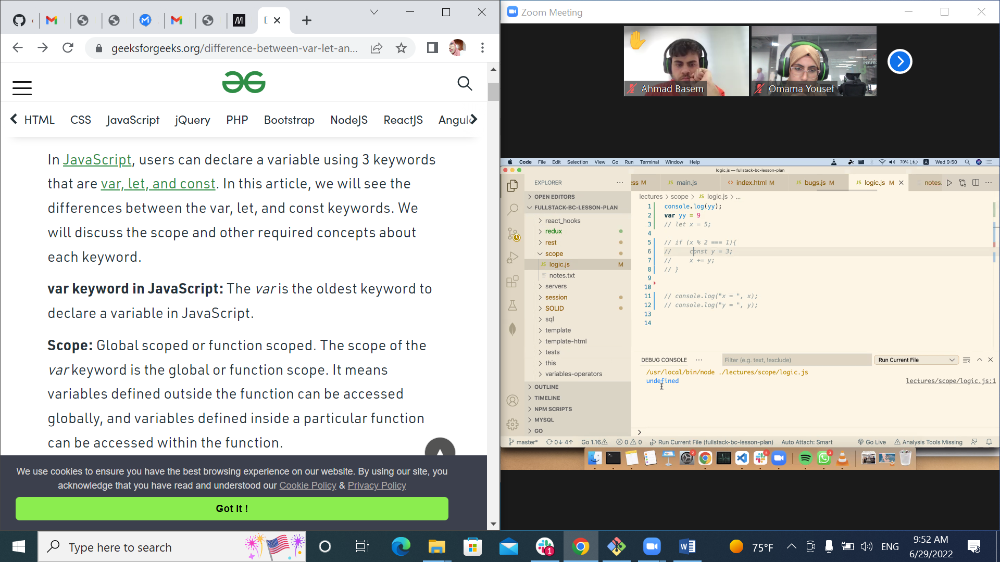 geeksforgeeks.org/difference-between-var-let-an...
HTML CSS JavaScript jQuery PHP Bootstrap NodeJS ReactJS
In JavaScript, users can declare a variable using 3 keywords
that are var, let, and const. In this article, we will see the
differences between the var, let, and const keywords. We
will discuss the scope and other required concepts about
each keyword.
var keyword in JavaScript: The var is the oldest keyword to
declare a variable in JavaScript.
Scope: Global scoped or function scoped. The scope of the
var keyword is the global or function scope. It means
variables defined outside the function can be accessed
globally, and variables defined inside a particular function
can be accessed within the function.
We use cookies to ensure you have the best browsing experience on our website. By using our site, you
acknowledge that you have read and understood our Cookie Policy & Privacy Policy
Got It !
Zoom Meeting
Ahmad Basem
Omama Yousef
Code File Edit Selection View Go Run Terminal Window Help 70% Wed 9:50
logic.js — fullstack-bc-lesson-plan
EXPLORER
OPEN EDITORS
FULLSTACK-BC-LESSON-PLAN
react_hooks
redux
rest
scope
JS logic.js M
notes.txt
servers
session
SOLID
sql
template
template-html
tests
this
variables-operators
OUTLINE
TIMELINE
NPM SCRIPTS
MYSQL
GO
css M JS main.js <> index.html M JS bugs.js M JS logic.js M notes.
lectures > scope > JS logic.js > ...
1 console.log(yy);
2 var yy = 9
3 // let x = 5;
4
5 // if (x % 2 === 1){
6 // const y = 3;
7 // x += y;
8 // }
9
10
11 // console.log("x = ", x);
12 // console.log("y = ", y);
13
14
DEBUG CONSOLE ... Filter (e.g. text, !exclude) Run Current File
/usr/local/bin/node ./lectures/scope/logic.js
undefined lectures/scope/logic.js:1
master* 0↓ 4↑ Go 1.16 0 0 0 Run Current File (fullstack-bc-lesson-plan) Auto Attach: Smart Go Live Analysis Tools Missing
Type here to search
1
75°F
ENG
9:52 AM
6/29/2022